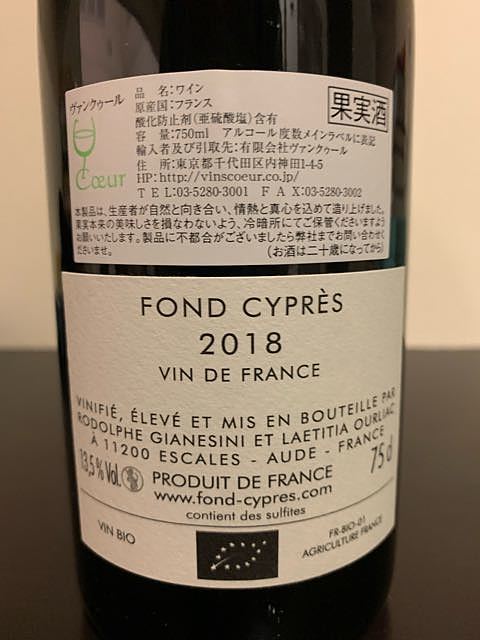 ヴァンクゥール
Cœur
品　名:ワイン
原産国:フランス
酸化防止剤(亜硫酸塩)含有
容　量:750ml　アルコール度数メインラベルに表記
輸入者及び引取先:有限会社ヴァンクゥール
住　所:東京都千代田区内神田1-4-5
HP:http://vinscoeur.co.jp/
TEL:03-5280-3001　FAX:03-5280-3002
果実酒
本製品は、生産者が自然と向き合い、情熱と真心を込めて造り上げました。
果実本来の美味しさを損なわないよう、冷暗所にてご保管くださいますよう
お願いいたします。製品に不都合がございましたら弊社までお問い合わせく
ださいませ。　(お酒は二十歳になってから)
FOND CYPRÈS
2018
VIN DE FRANCE
VINIFIÉ, ÉLEVÉ ET MIS EN BOUTEILLE PAR
RODOLPHE GIANESINI ET LAETITIA OURLIAC
À 11200 ESCALES - AUDE - FRANCE
13,5% Vol.
PRODUIT DE FRANCE
75cl
www.fond-cypres.com
contient des sulfites
VIN BIO
FR-BIO-01
AGRICULTURE FRANCE